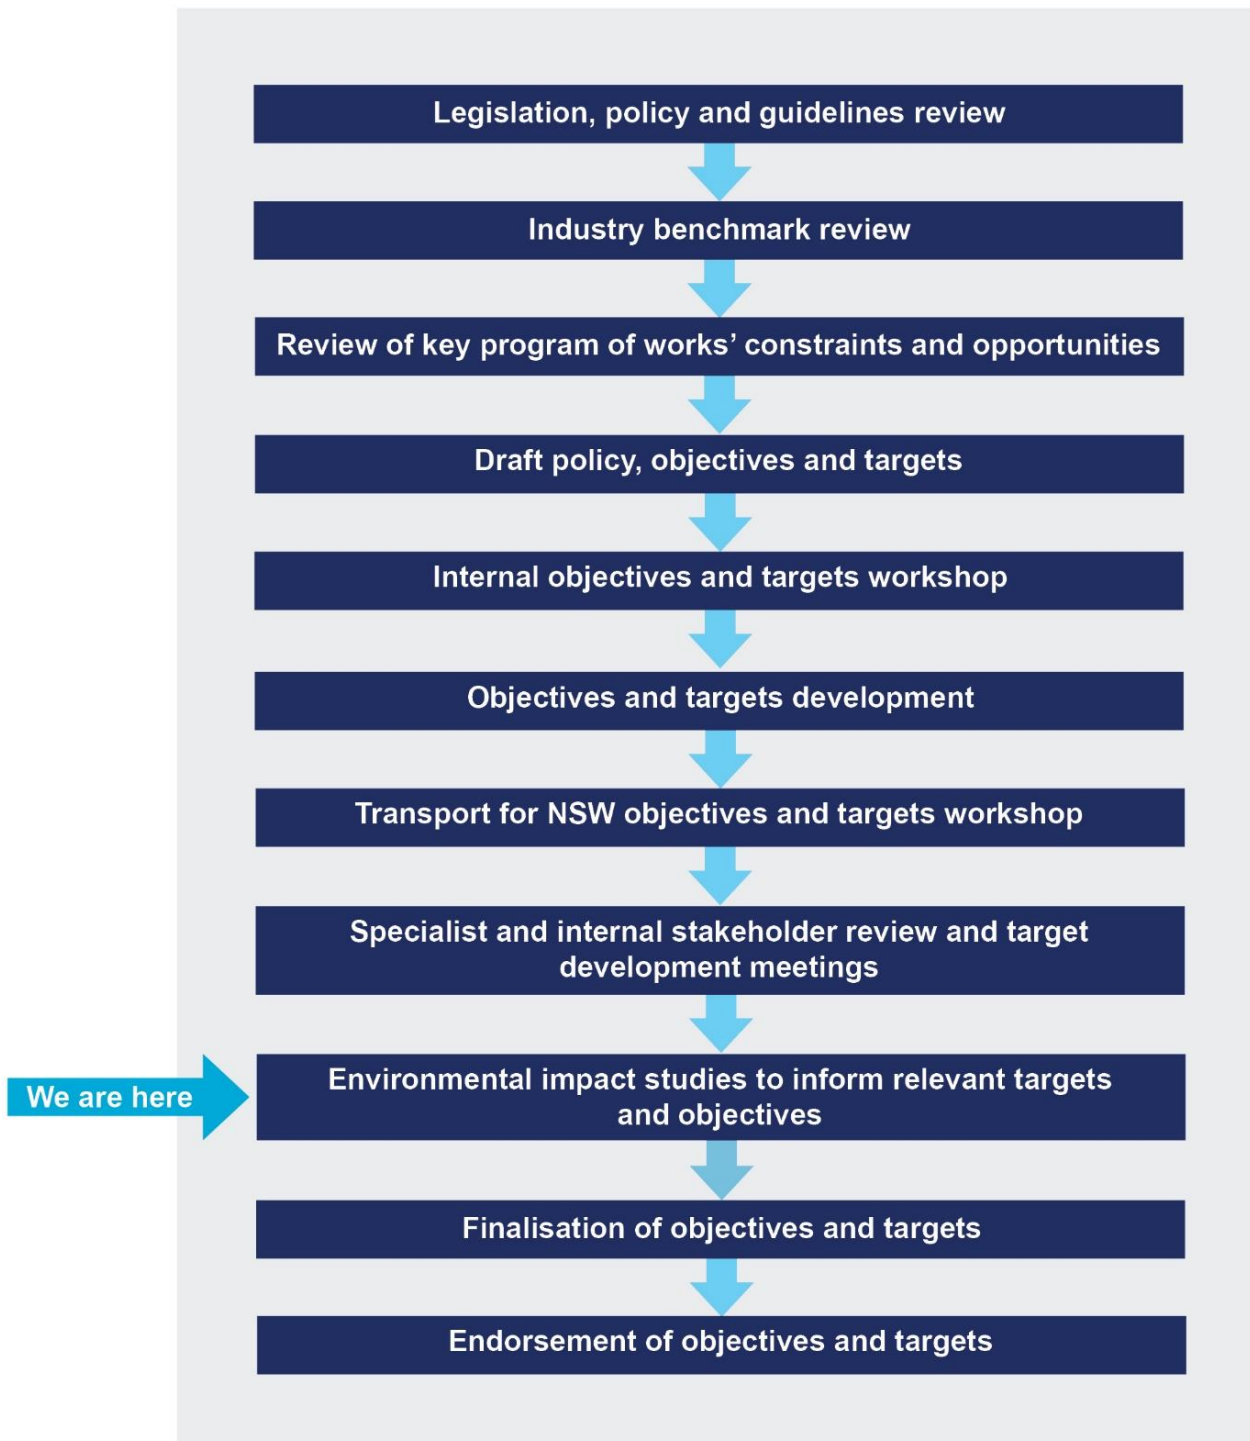 Legislation, policy and guidelines review
Industry benchmark review
Review of key program of works’ constraints and opportunities
Draft policy, objectives and targets
Internal objectives and targets workshop
Objectives and targets development
Transport for NSW objectives and targets workshop
Specialist and internal stakeholder review and target
development meetings
We are here
Environmental impact studies to inform relevant targets
and objectives
Finalisation of objectives and targets
Endorsement of objectives and targets